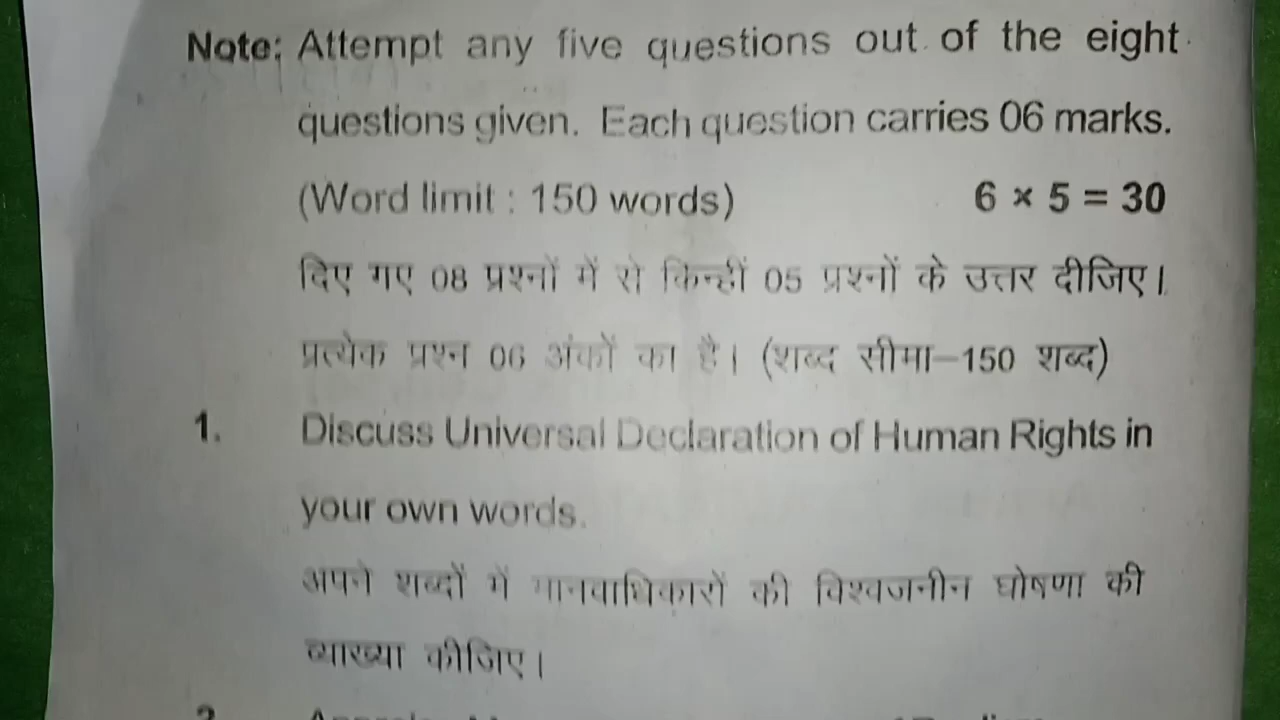 Note: Attempt any five questions out of the eight
questions given. Each question carries 06 marks.
(Word limit : 150 words) 6 × 5 = 30
दिए गए 08 प्रश्नों में से किन्हीं 05 प्रश्नों के उत्तर दीजिए।
प्रत्येक प्रश्न 06 अंकों का है। (शब्द सीमा–150 शब्द)
1. Discuss Universal Declaration of Human Rights in
your own words.
अपने शब्दों में मानवाधिकारों की विश्वजनीन घोषणा की
व्याख्या कीजिए।